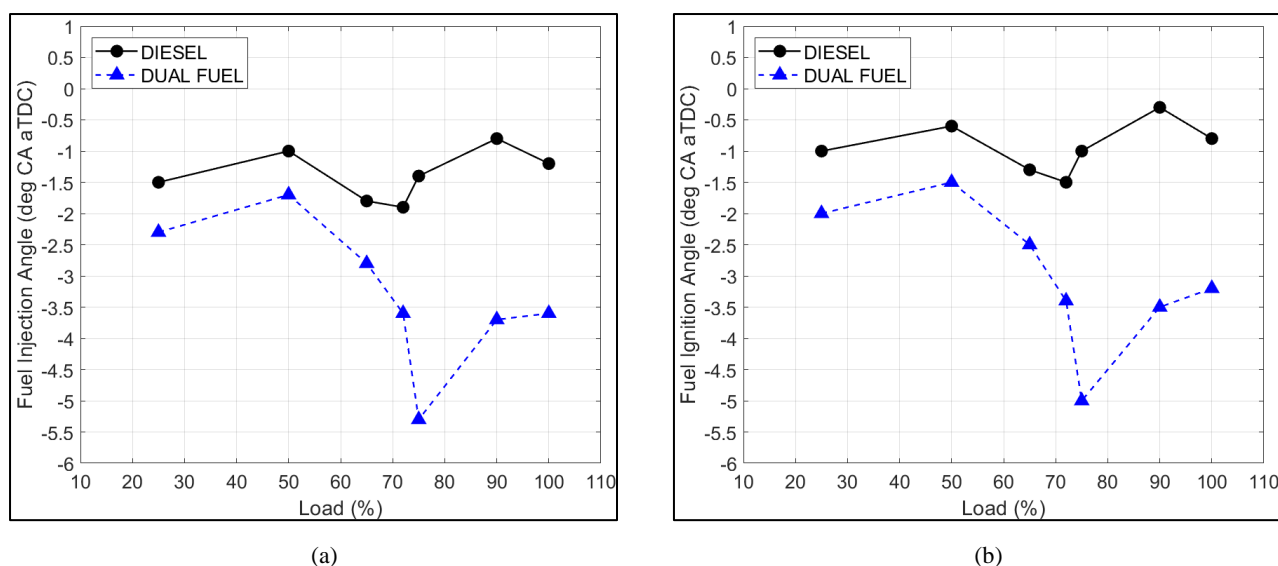 DIESEL
DUAL FUEL
Fuel Injection Angle (deg CA aTDC)
1
0.5
0
-0.5
-1
-1.5
-2
-2.5
-3
-3.5
-4
-4.5
-5
-5.5
-6
10 20 30 40 50 60 70 80 90 100 110
Load (%)
(a)
DIESEL
DUAL FUEL
Fuel Ignition Angle (deg CA aTDC)
1
0.5
0
-0.5
-1
-1.5
-2
-2.5
-3
-3.5
-4
-4.5
-5
-5.5
-6
10 20 30 40 50 60 70 80 90 100 110
Load (%)
(b)